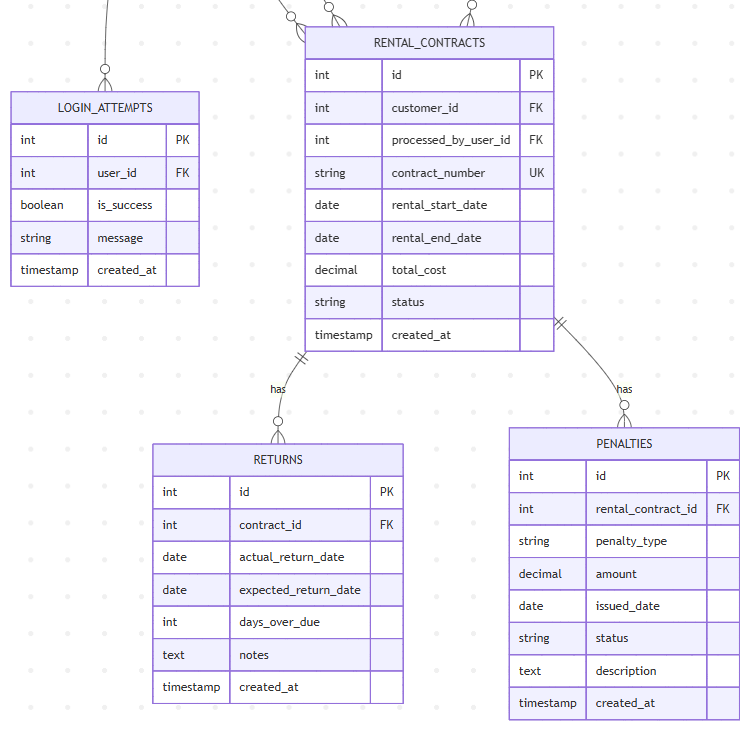 RENTAL_CONTRACTS
int id PK
int customer_id FK
int processed_by_user_id FK
string contract_number UK
date rental_start_date
date rental_end_date
decimal total_cost
string status
timestamp created_at
LOGIN_ATTEMPTS
int id PK
int user_id FK
boolean is_success
string message
timestamp created_at
has
has
RETURNS
int id PK
int contract_id FK
date actual_return_date
date expected_return_date
int days_over_due
text notes
timestamp created_at
PENALTIES
int id PK
int rental_contract_id FK
string penalty_type
decimal amount
date issued_date
string status
text description
timestamp created_at